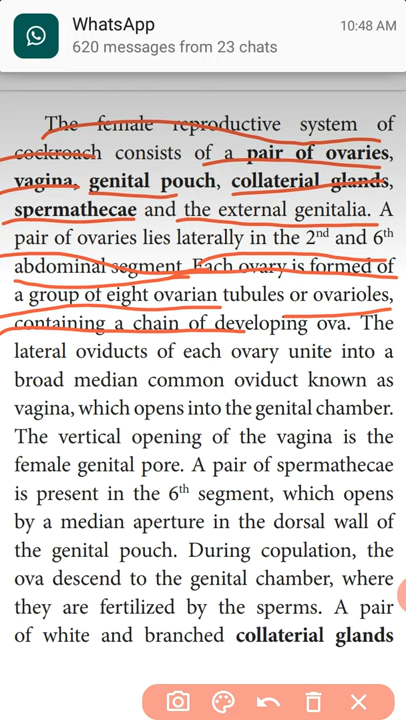 WhatsApp
10:48 AM
620 messages from 23 chats
The female reproductive system of
cockroach consists of a pair of ovaries,
vagina, genital pouch, collaterial glands,
spermathecae and the external genitalia. A
pair of ovaries lies laterally in the 2nd and 6th
abdominal segment. Each ovary is formed of
a group of eight ovarian tubules or ovarioles,
containing a chain of developing ova. The
lateral oviducts of each ovary unite into a
broad median common oviduct known as
vagina, which opens into the genital chamber.
The vertical opening of the vagina is the
female genital pore. A pair of spermathecae
is present in the 6th segment, which opens
by a median aperture in the dorsal wall of
the genital pouch. During copulation, the
ova descend to the genital chamber, where
they are fertilized by the sperms. A pair
of white and branched collaterial glands